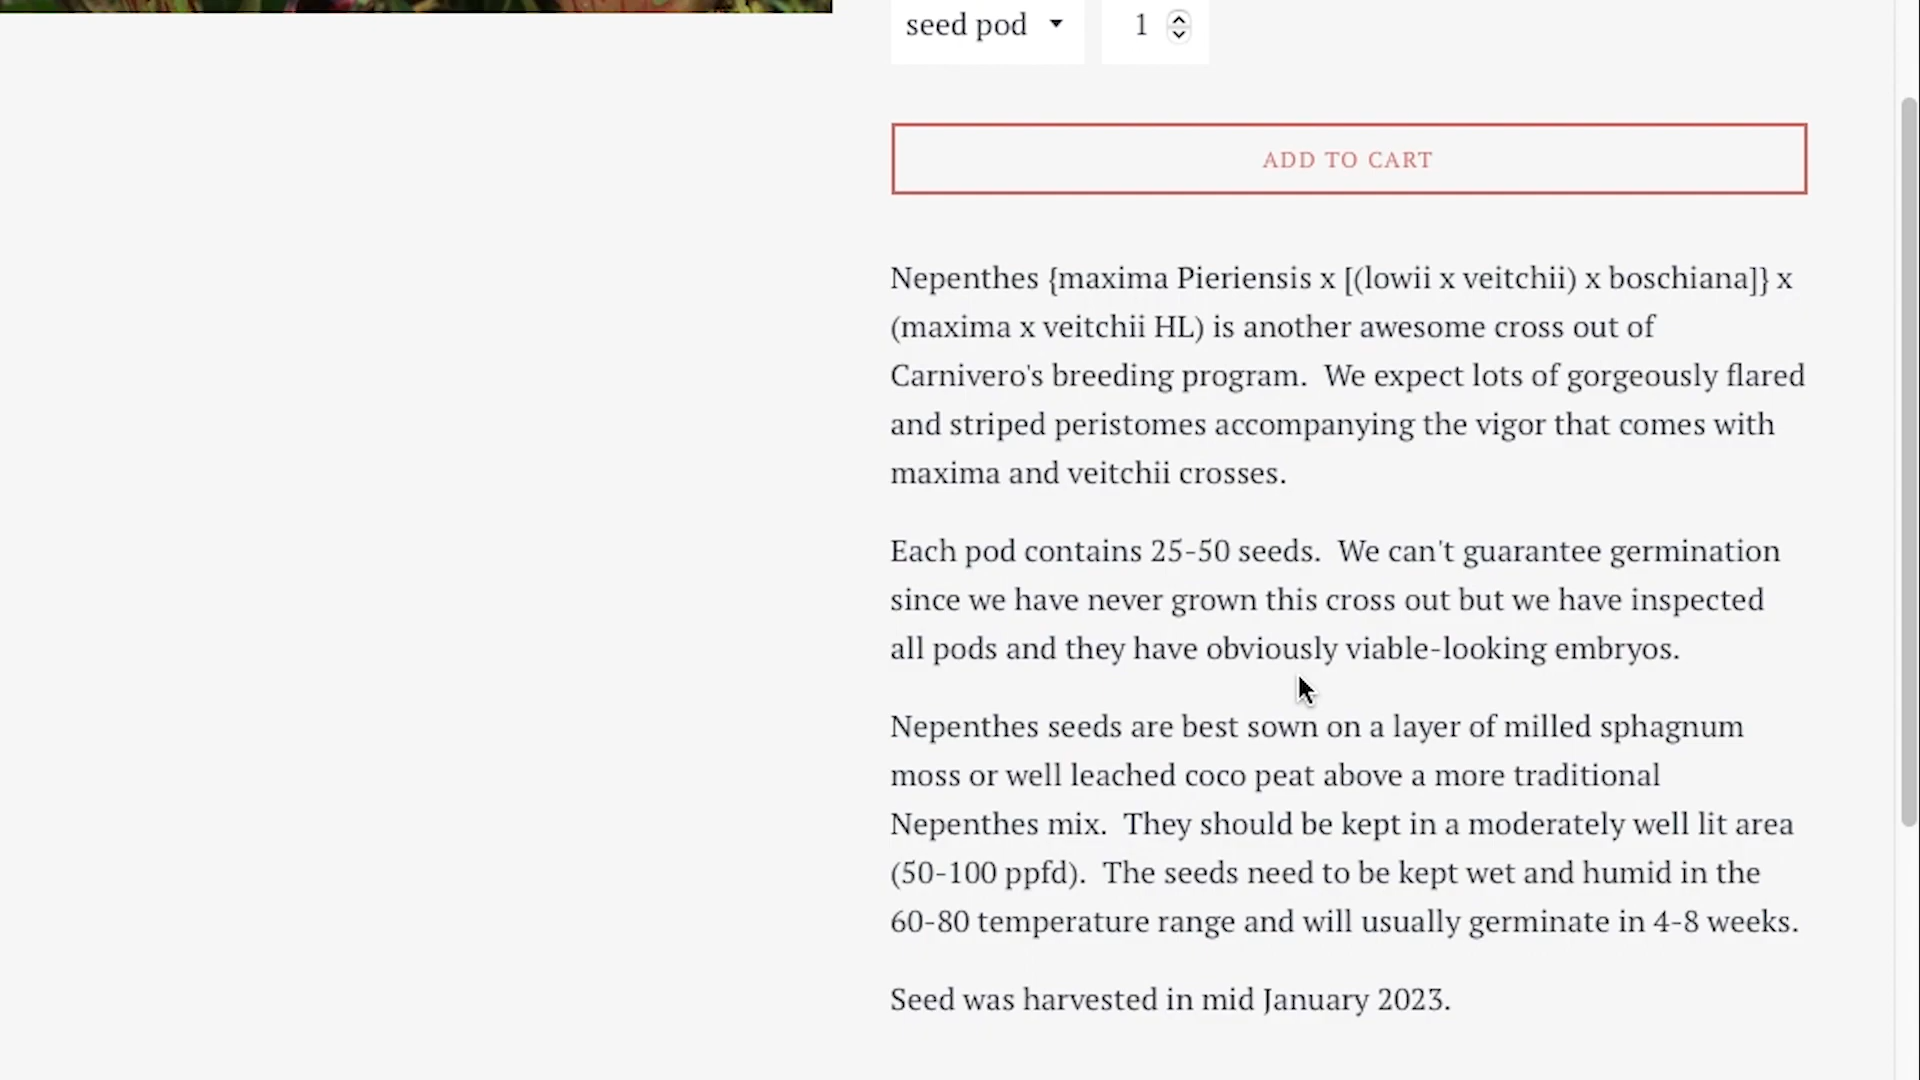 seed pod 1
ADD TO CART
Nepenthes {maxima Pieriensis x [(lowii x veitchii) x boschiana]} x
(maxima x veitchii HL) is another awesome cross out of
Carnivero's breeding program.  We expect lots of gorgeously flared
and striped peristomes accompanying the vigor that comes with
maxima and veitchii crosses.
Each pod contains 25-50 seeds.  We can't guarantee germination
since we have never grown this cross out but we have inspected
all pods and they have obviously viable-looking embryos.
Nepenthes seeds are best sown on a layer of milled sphagnum
moss or well leached coco peat above a more traditional
Nepenthes mix.  They should be kept in a moderately well lit area
(50-100 ppfd).  The seeds need to be kept wet and humid in the
60-80 temperature range and will usually germinate in 4-8 weeks.
Seed was harvested in mid January 2023.